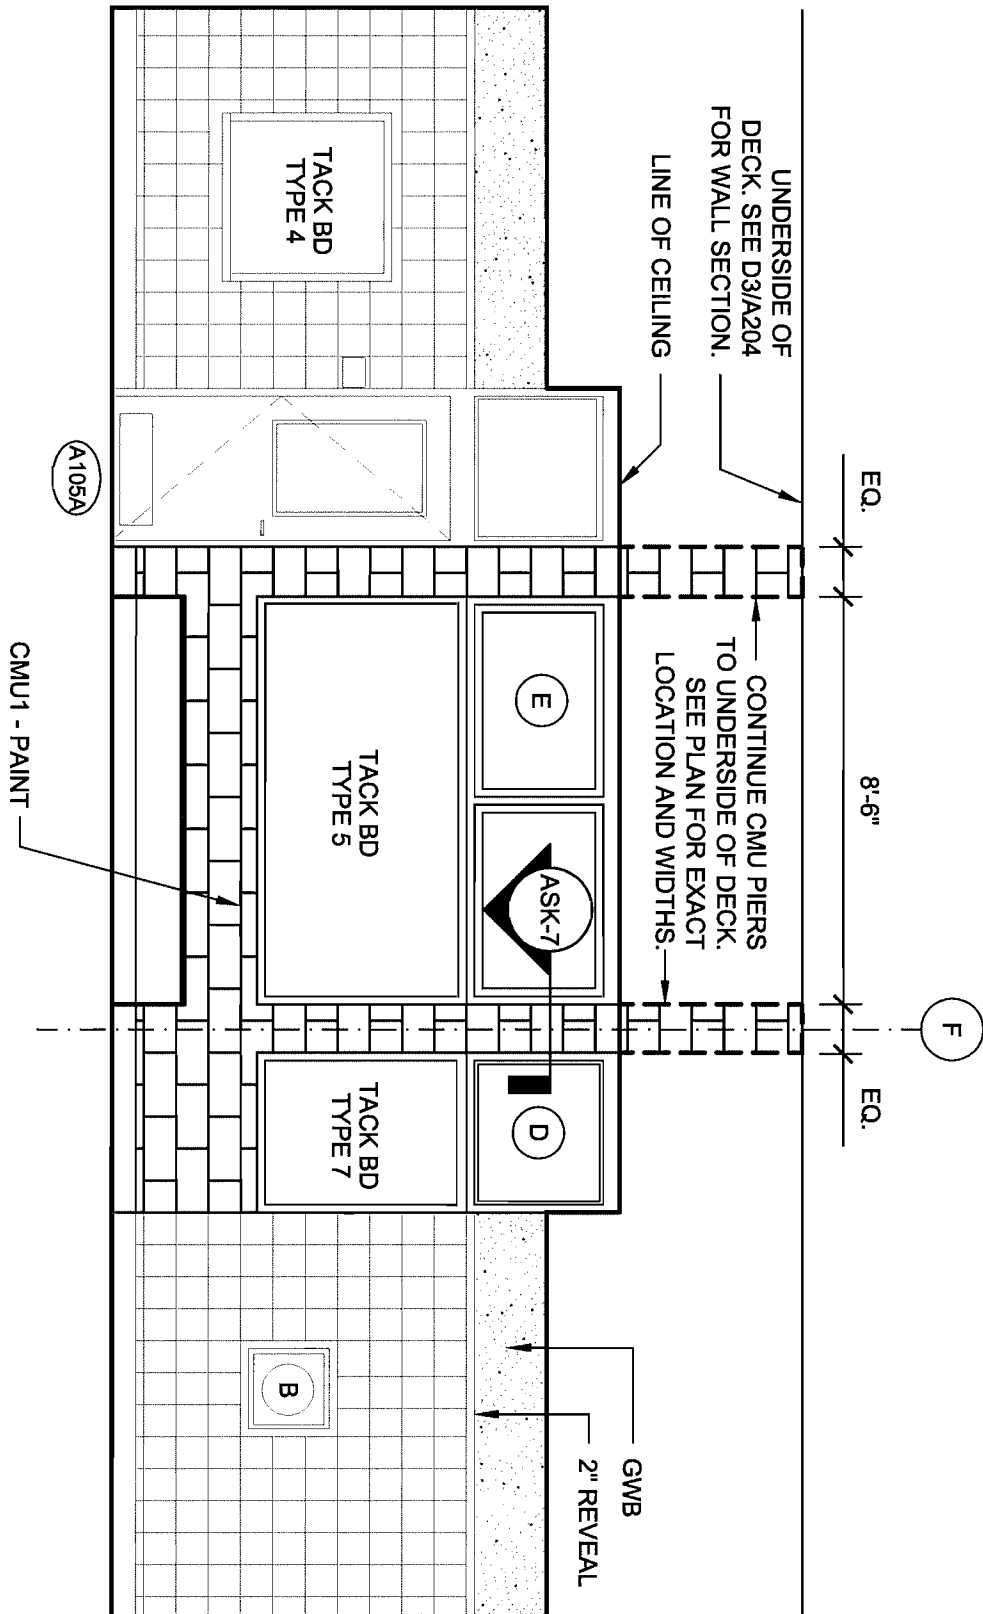 UNDERSIDE OF
DECK. SEE D3/A204
FOR WALL SECTION.
LINE OF CEILING
EQ.
8'-6"
EQ.
F
CONTINUE CMU PIERS
TO UNDERSIDE OF DECK.
SEE PLAN FOR EXACT
LOCATION AND WIDTHS.
TACK BD
TYPE 4
E
ASK-7
D
TACK BD
TYPE 5
TACK BD
TYPE 7
B
GWB
2" REVEAL
A105A
CMU1 - PAINT